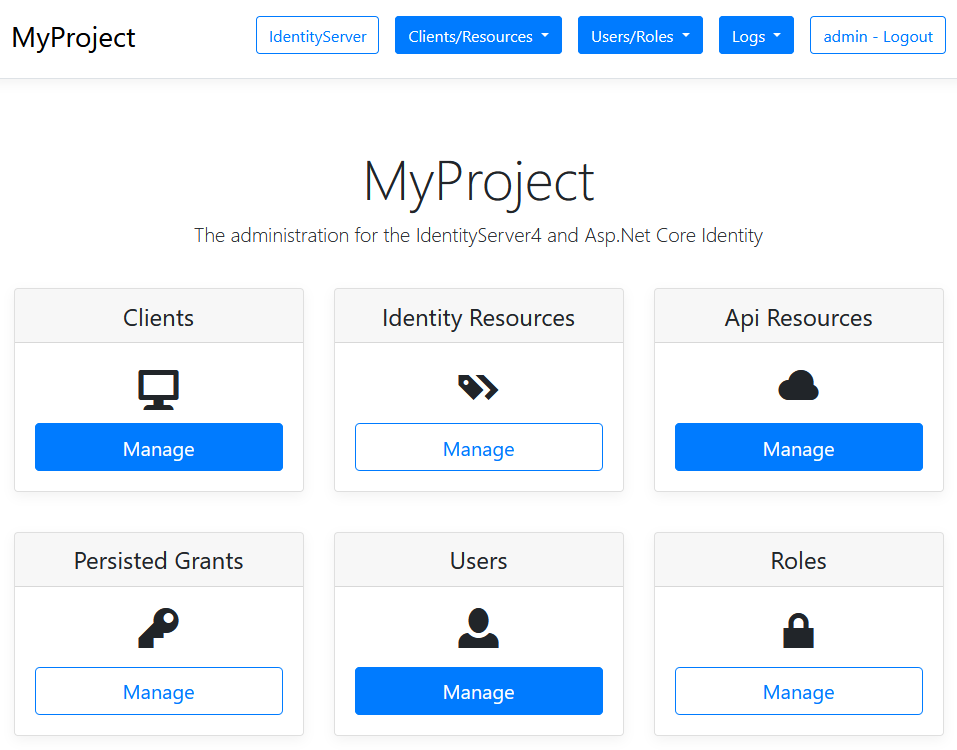 MyProject IdentityServer Clients/Resources Users/Roles Logs admin - Logout
MyProject
The administration for the IdentityServer4 and Asp.Net Core Identity
Clients Identity Resources Api Resources
Manage Manage Manage
Persisted Grants Users Roles
Manage Manage Manage